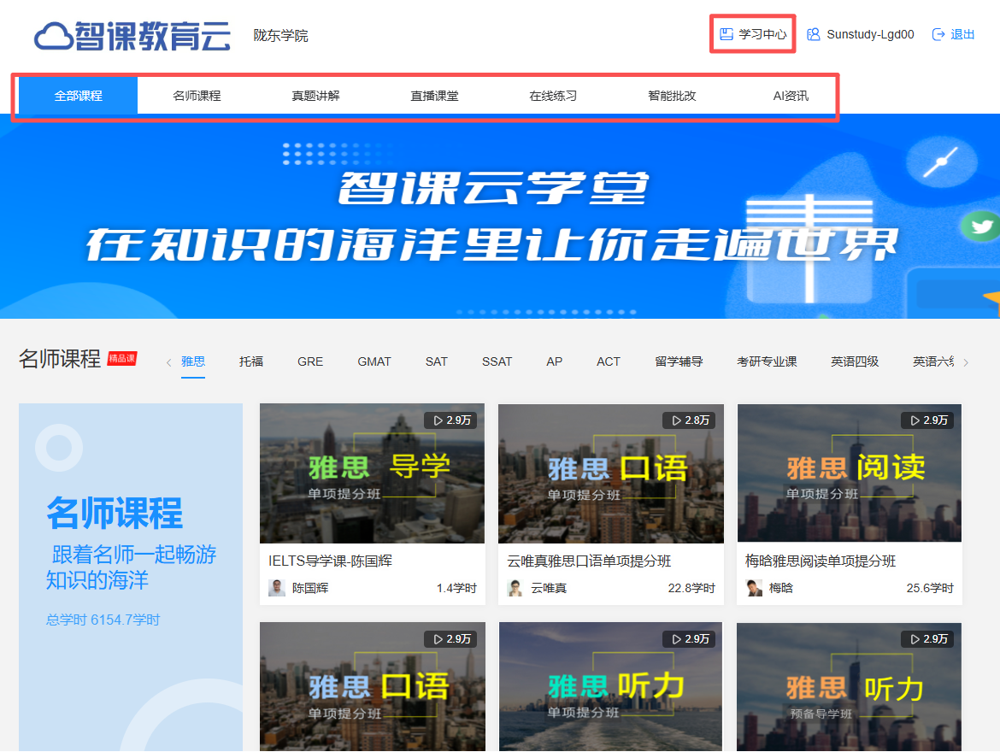 智课教育云 陇东学院 学习中心 Sunstudy-Lgd00 退出
全部课程 名师课程 真题讲解 直播课堂 在线练习 智能批改 AI资讯
智课云学堂
在知识的海洋里让你走遍世界
名师课程 精品课 雅思 托福 GRE GMAT SAT SSAT AP ACT 留学辅导 考研专业课 英语四级 英语六
名师课程
跟着名师一起畅游
知识的海洋
总学时 6154.7学时
2.9万
雅思 导学
单项提分班
IELTS导学课-陈国辉
陈国辉 1.4学时
2.8万
雅思 口语
单项提分班
云唯真雅思口语单项提分班
云唯真 22.8学时
2.9万
雅思 阅读
单项提分班
梅晗雅思阅读单项提分班
梅晗 25.6学时
2.9万
雅思 口语
单项提分班
2.9万
雅思 听力
单项提分班
2.9万
雅思 听力
预备导学班